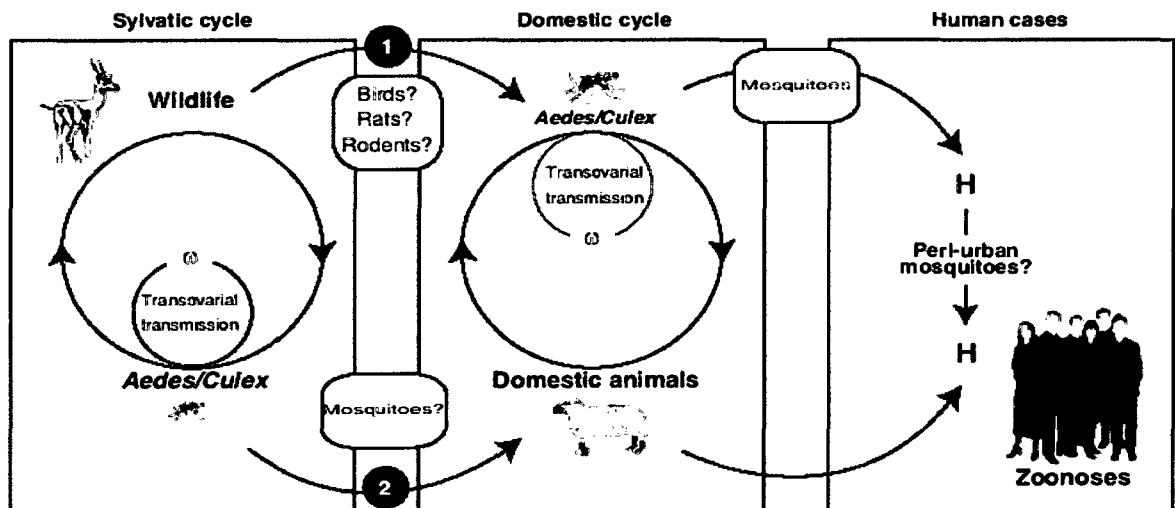 Sylvatic cycle
Domestic cycle
Human cases
1
Wildlife
Birds?
Rats?
Rodents?
Aedes/Culex
Mosquitoes
Transovarial
transmission
ω
H
Peri-urban
mosquitoes?
H
ω
Transovarial
transmission
Aedes/Culex
Mosquitoes?
Domestic animals
2
Zoonoses